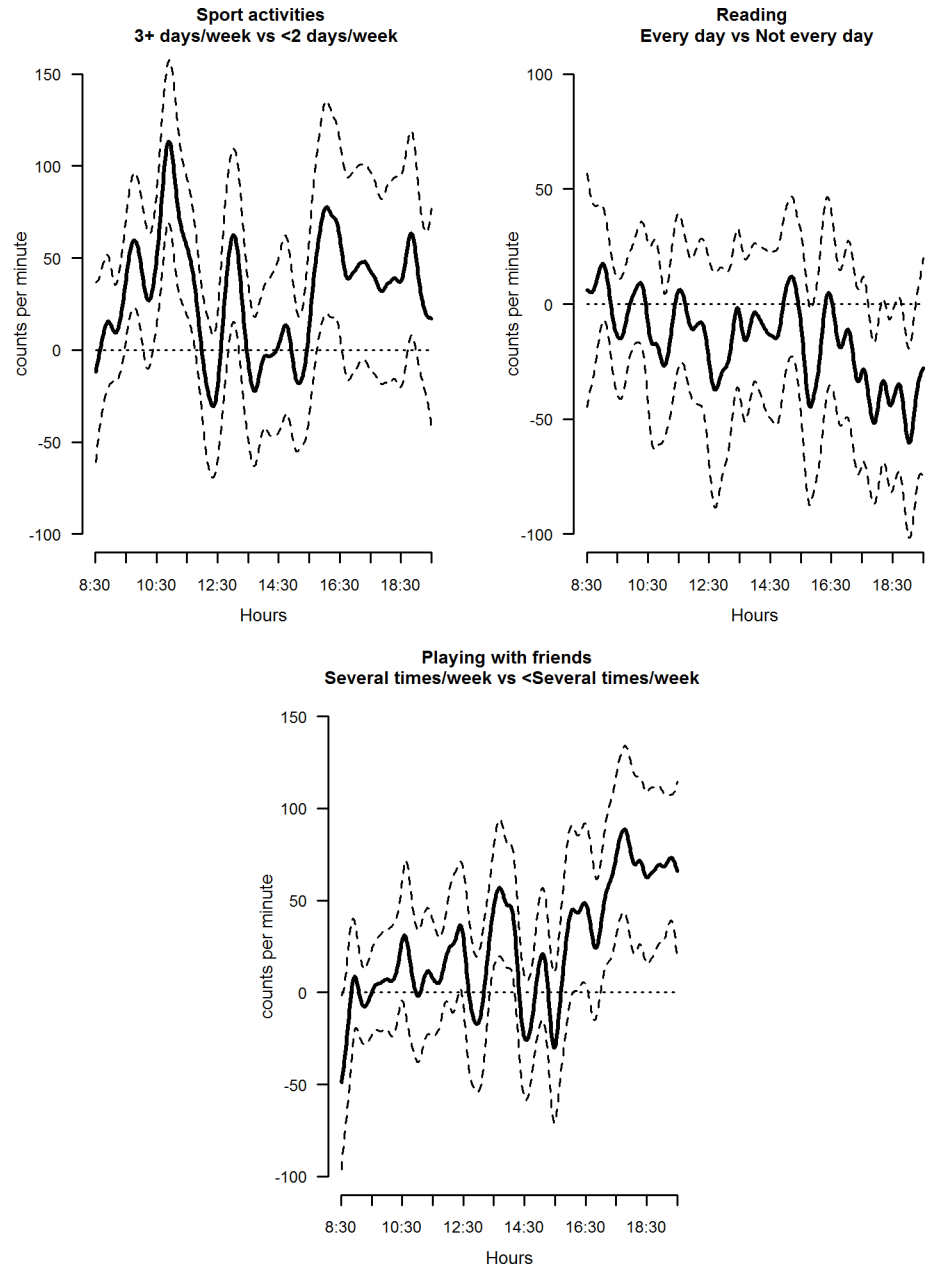 Sport activities
3+ days/week vs <2 days/week
150
100
50
0
-50
-100
counts per minute
8:30 10:30 12:30 14:30 16:30 18:30
Hours
Reading
Every day vs Not every day
100
50
0
-50
-100
counts per minute
8:30 10:30 12:30 14:30 16:30 18:30
Hours
Playing with friends
Several times/week vs <Several times/week
150
100
50
0
-50
-100
counts per minute
8:30 10:30 12:30 14:30 16:30 18:30
Hours